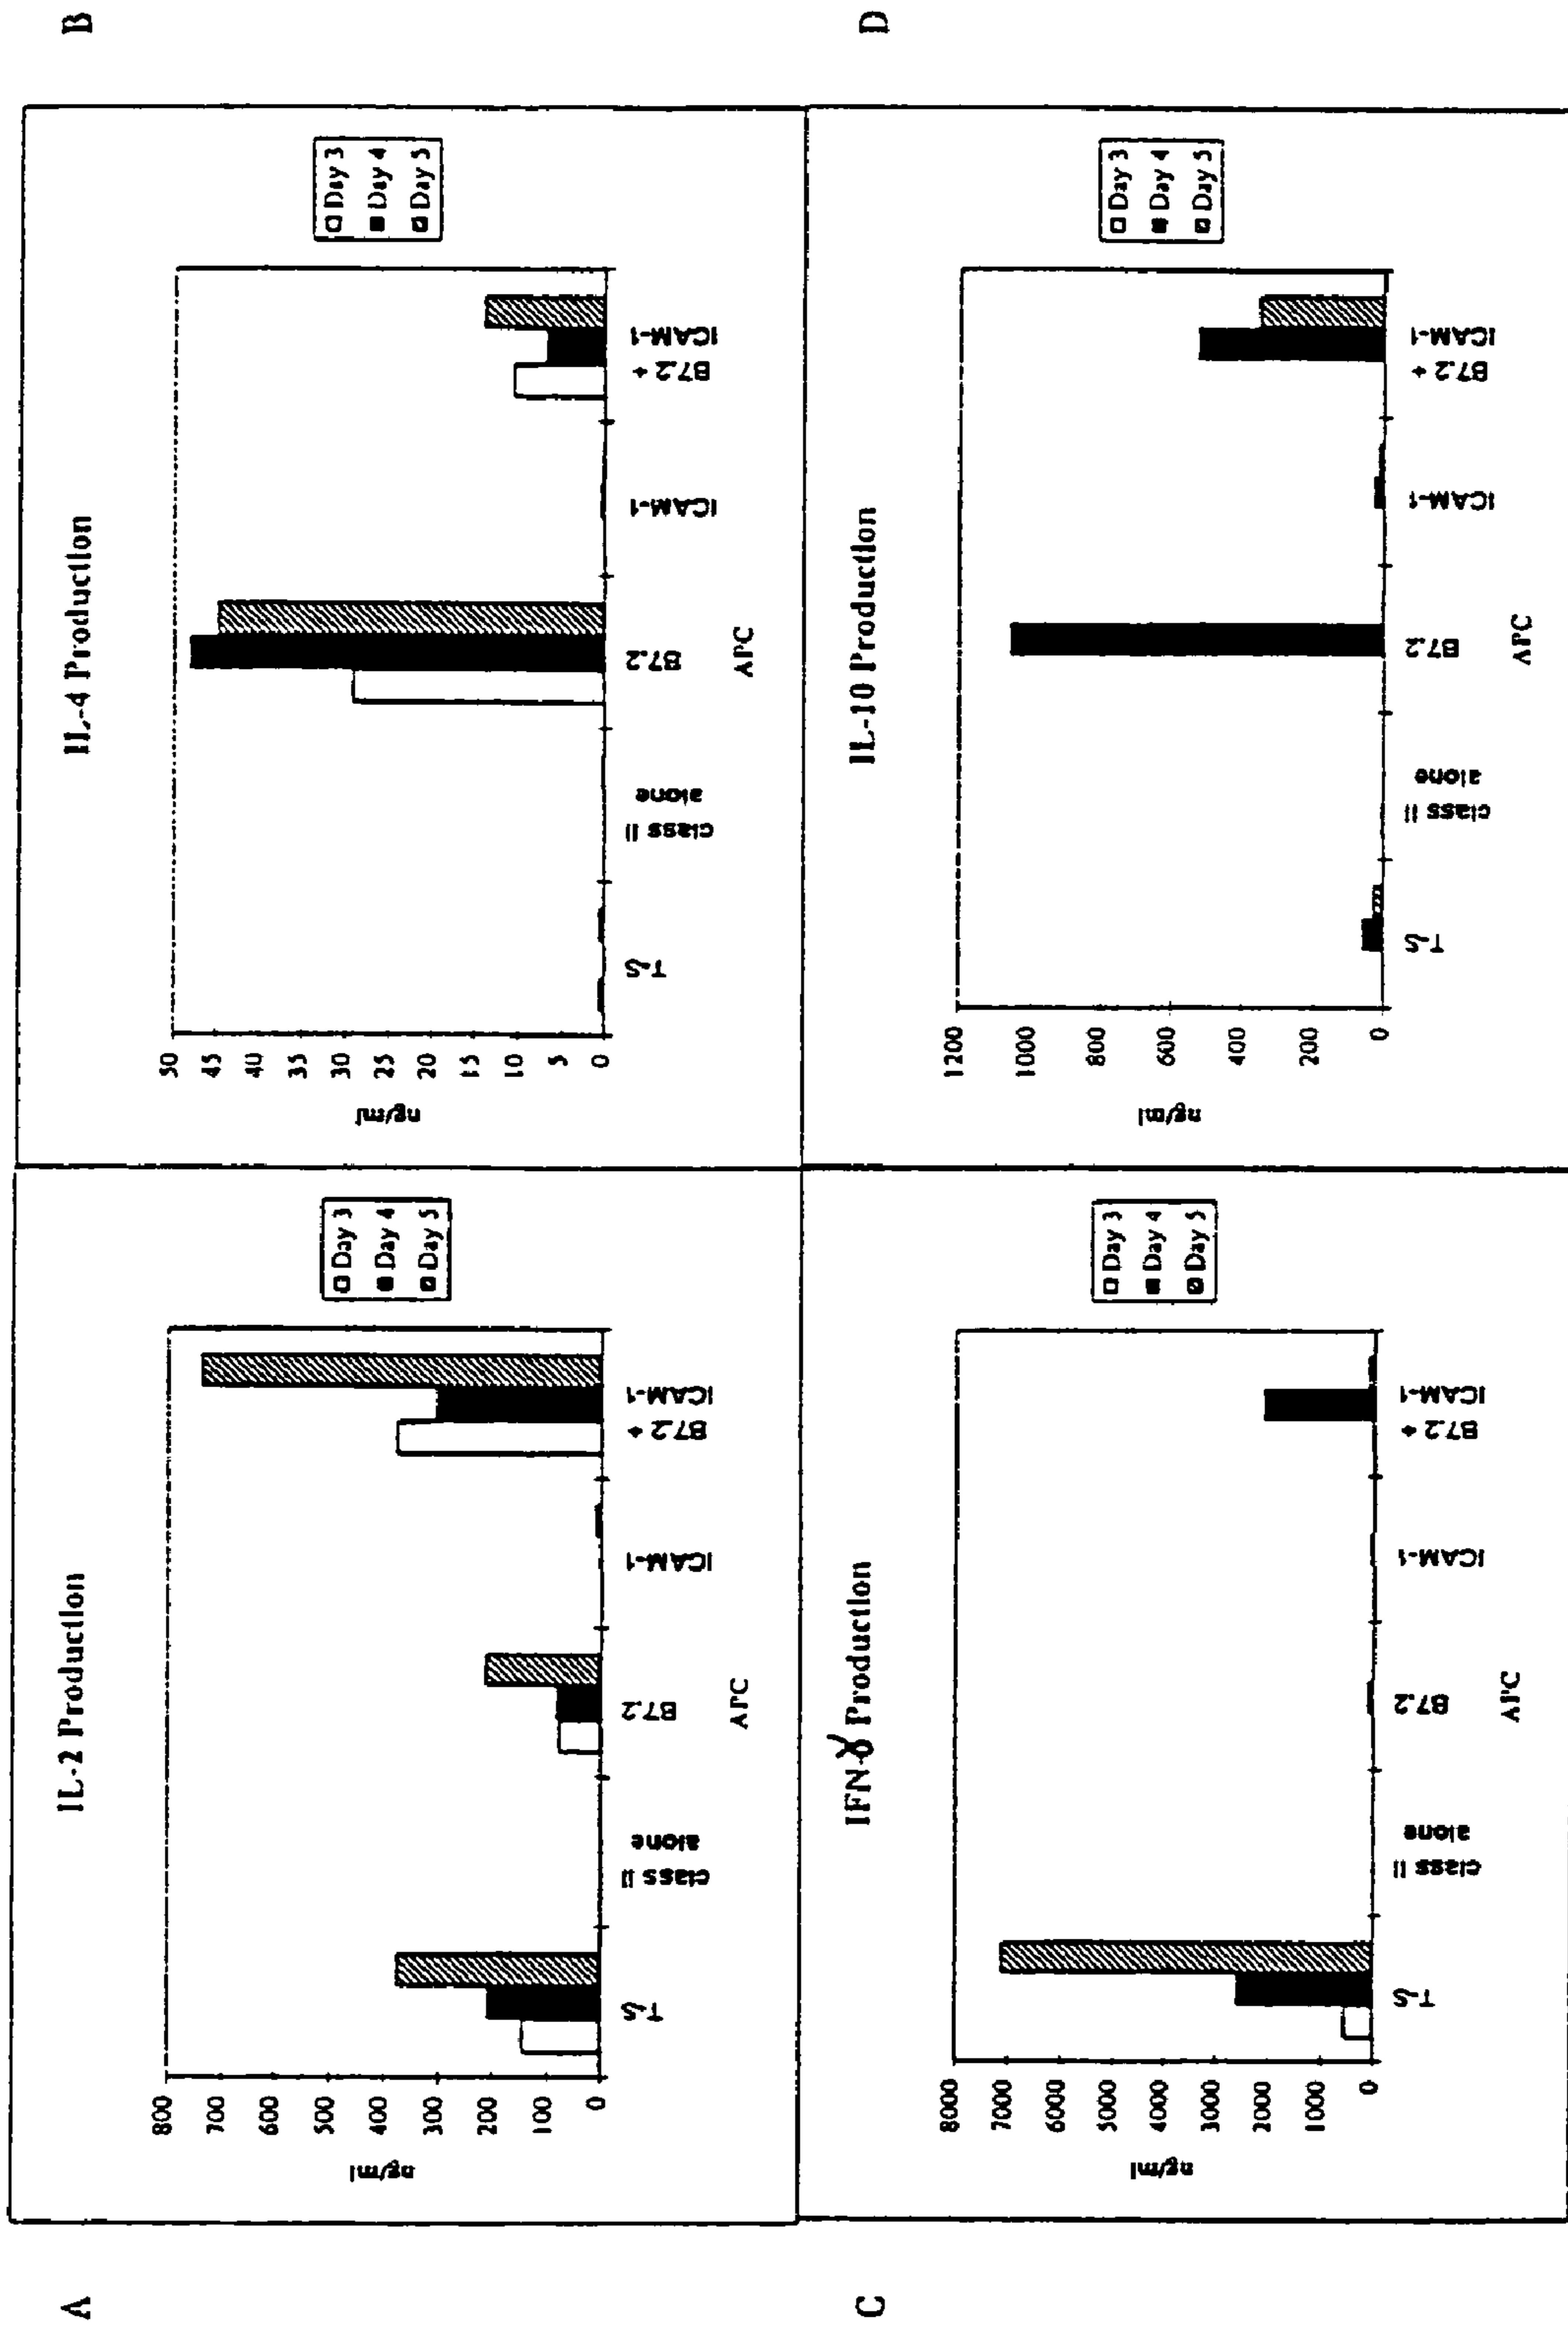 A
IL-2 Production
ng/ml
800
700
600
500
400
300
200
100
0
T-S
class II
alone
B7.2
ICAM-1
B7.2 +
ICAM-1
APC
Day 3
Day 4
Day 5
B
IL-4 Production
ng/ml
50
45
40
35
30
25
20
15
10
5
0
T-S
class II
alone
B7.2
ICAM-1
B7.2 +
ICAM-1
APC
Day 3
Day 4
Day 5
C
IFN-γ Production
ng/ml
8000
7000
6000
5000
4000
3000
2000
1000
0
T-S
class II
alone
B7.2
ICAM-1
B7.2 +
ICAM-1
APC
Day 3
Day 4
Day 5
D
IL-10 Production
ng/ml
1200
1000
800
600
400
200
0
T-S
class II
alone
B7.2
ICAM-1
B7.2 +
ICAM-1
APC
Day 3
Day 4
Day 5